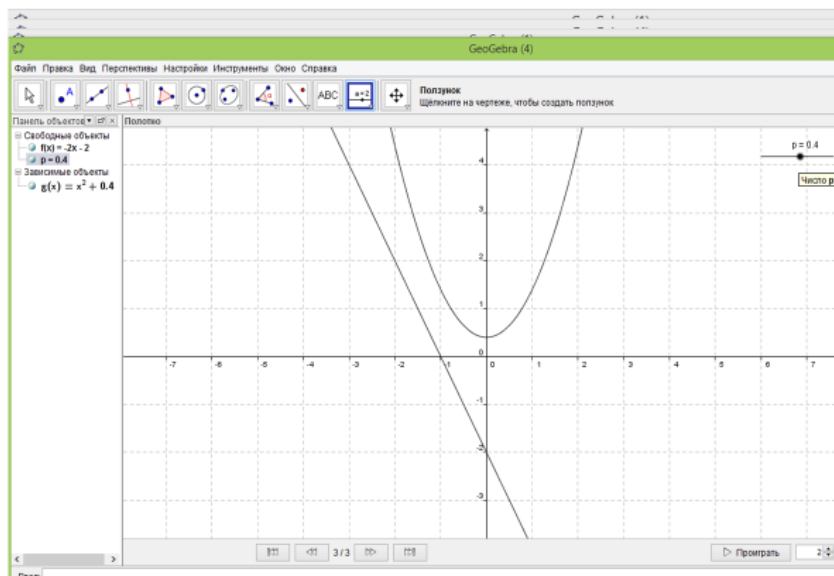 GeoGebra (4)
Файл Правка Вид Перспективы Настройки Инструменты Окно Справка
A
ABC
a=2
Ползунок
Щёлкните на чертеже, чтобы создать ползунок
Панель объектов
Полотно
Свободные объекты
f(x) = -2x - 2
p = 0.4
Зависимые объекты
g(x) = x² + 0.4
p = 0.4
Число p
4
3
2
1
0
-7 -6 -5 -4 -3 -2 -1 0 1 2 3 4 5 6 7
-1
-2
-3
3 / 3
Проиграть
2